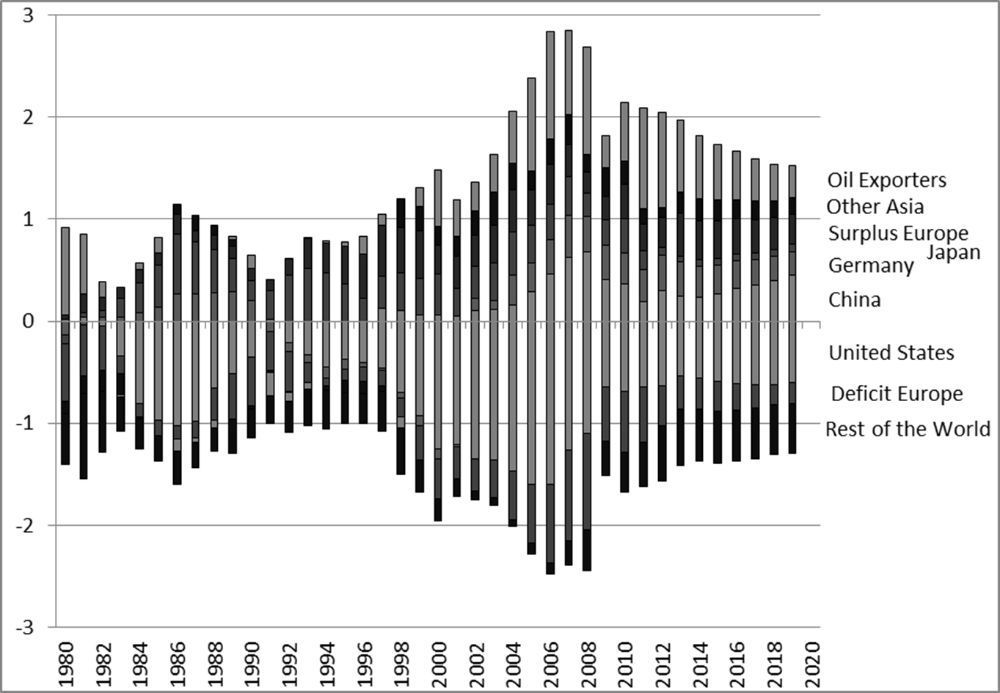 3
2
1
0
-1
-2
-3
Oil Exporters
Other Asia
Surplus Europe
Japan
Germany
China
United States
Deficit Europe
Rest of the World
1980 1982 1984 1986 1988 1990 1992 1994 1996 1998 2000 2002 2004 2006 2008 2010 2012 2014 2016 2018 2020